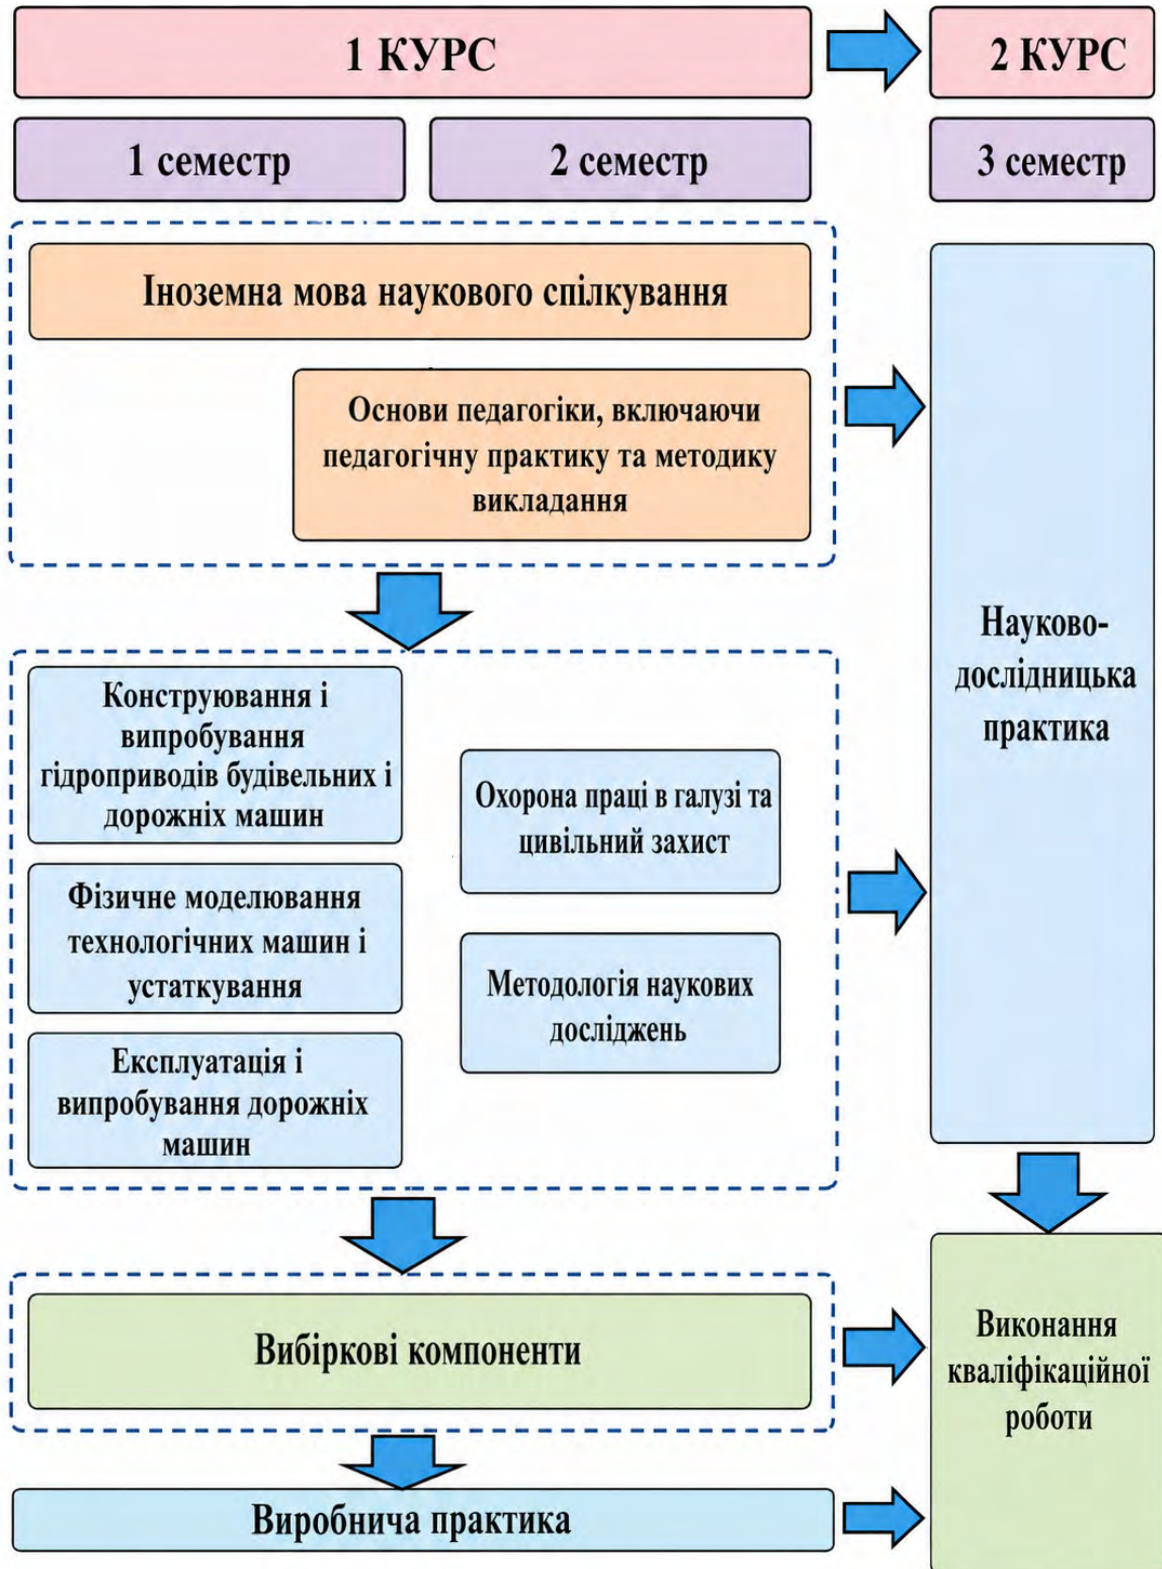 1 КУРС
2 КУРС
1 семестр
2 семестр
3 семестр
Іноземна мова наукового спілкування
Основи педагогіки, включаючи
педагогічну практику та методику
викладання
Науково-
дослідницька
практика
Конструювання і
випробування
гідроприводів будівельних і
дорожніх машин
Охорона праці в галузі та
цивільний захист
Фізичне моделювання
технологічних машин і
устаткування
Методологія наукових
досліджень
Експлуатація і
випробування дорожніх
машин
Вибіркові компоненти
Виконання
кваліфікаційної
роботи
Виробнича практика